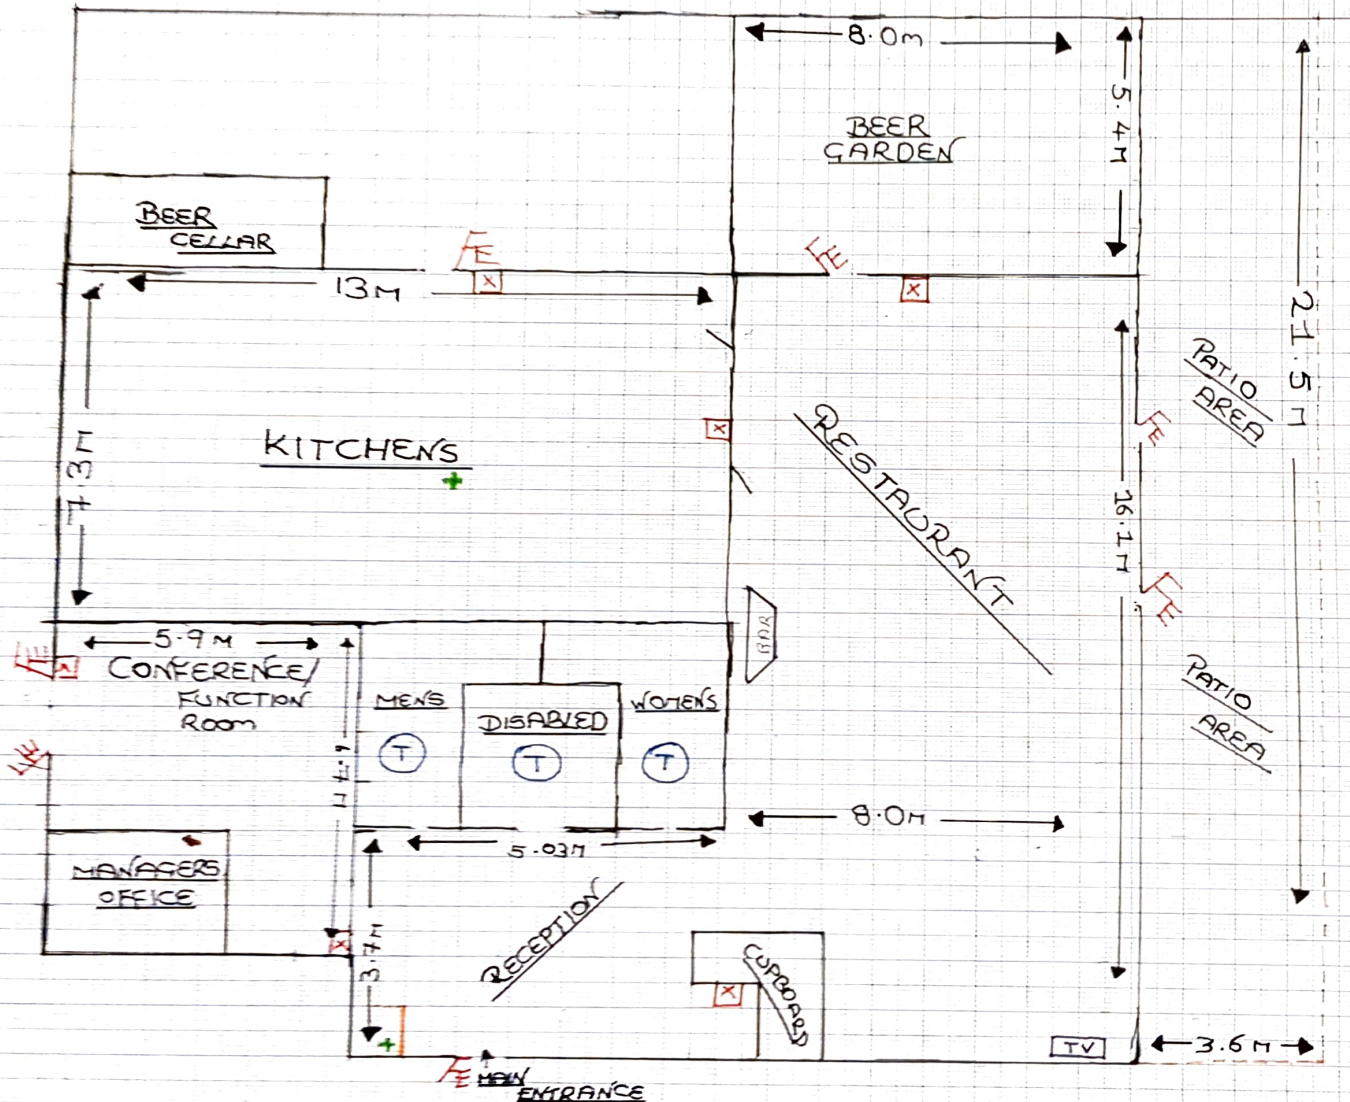 8.0m
5.4M
BEER
GARDEN
BEER
CELLAR
FE
X
13M
FE
X
21.5M
PATIO
AREA
7.3M
KITCHENS
X
RESTAURANT
FE
16.1M
FE
BAR
5.9M
FE
X
CONFERENCE/
FUNCTION
ROOM
MENS
DISABLED
WOMENS
T
T
T
PATIO
AREA
FE
8.0M
5.03M
MANAGERS
OFFICE
RECEPTION
X
3.7M
CUPBOARD
X
TV
3.6M
FE
MAIN
ENTRANCE